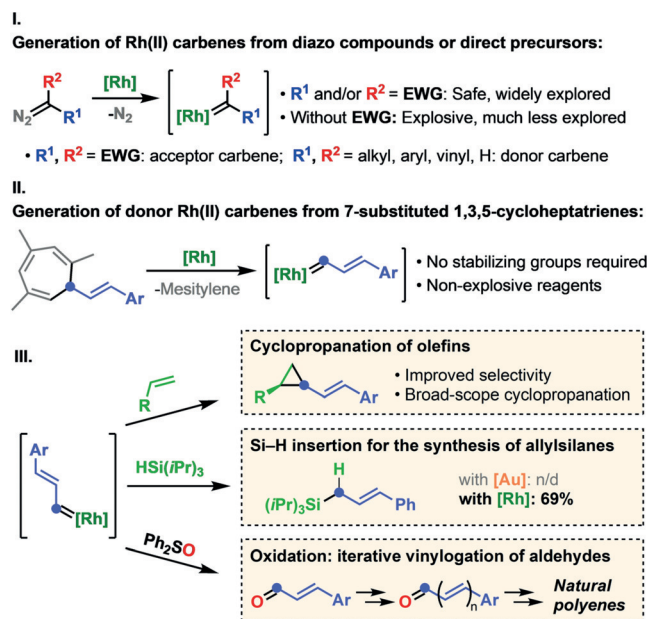 I.
Generation of Rh(II) carbenes from diazo compounds or direct precursors:
R² R¹ N₂ [Rh] -N₂ [Rh] R² R¹
• R¹ and/or R² = EWG: Safe, widely explored
• Without EWG: Explosive, much less explored
• R¹, R² = EWG: acceptor carbene; R¹, R² = alkyl, aryl, vinyl, H: donor carbene
II.
Generation of donor Rh(II) carbenes from 7-substituted 1,3,5-cycloheptatrienes:
Ar [Rh] -Mesitylene [Rh] Ar
• No stabilizing groups required
• Non-explosive reagents
III.
Ar [Rh]
R
Cyclopropanation of olefins
R Ar
• Improved selectivity
• Broad-scope cyclopropanation
HSi(iPr)₃
Si–H insertion for the synthesis of allylsilanes
H
(iPr)₃Si Ph
with [Au]: n/d
with [Rh]: 69%
Ph₂SO
Oxidation: iterative vinylogation of aldehydes
O Ar O ( )n Ar
Natural
polyenes